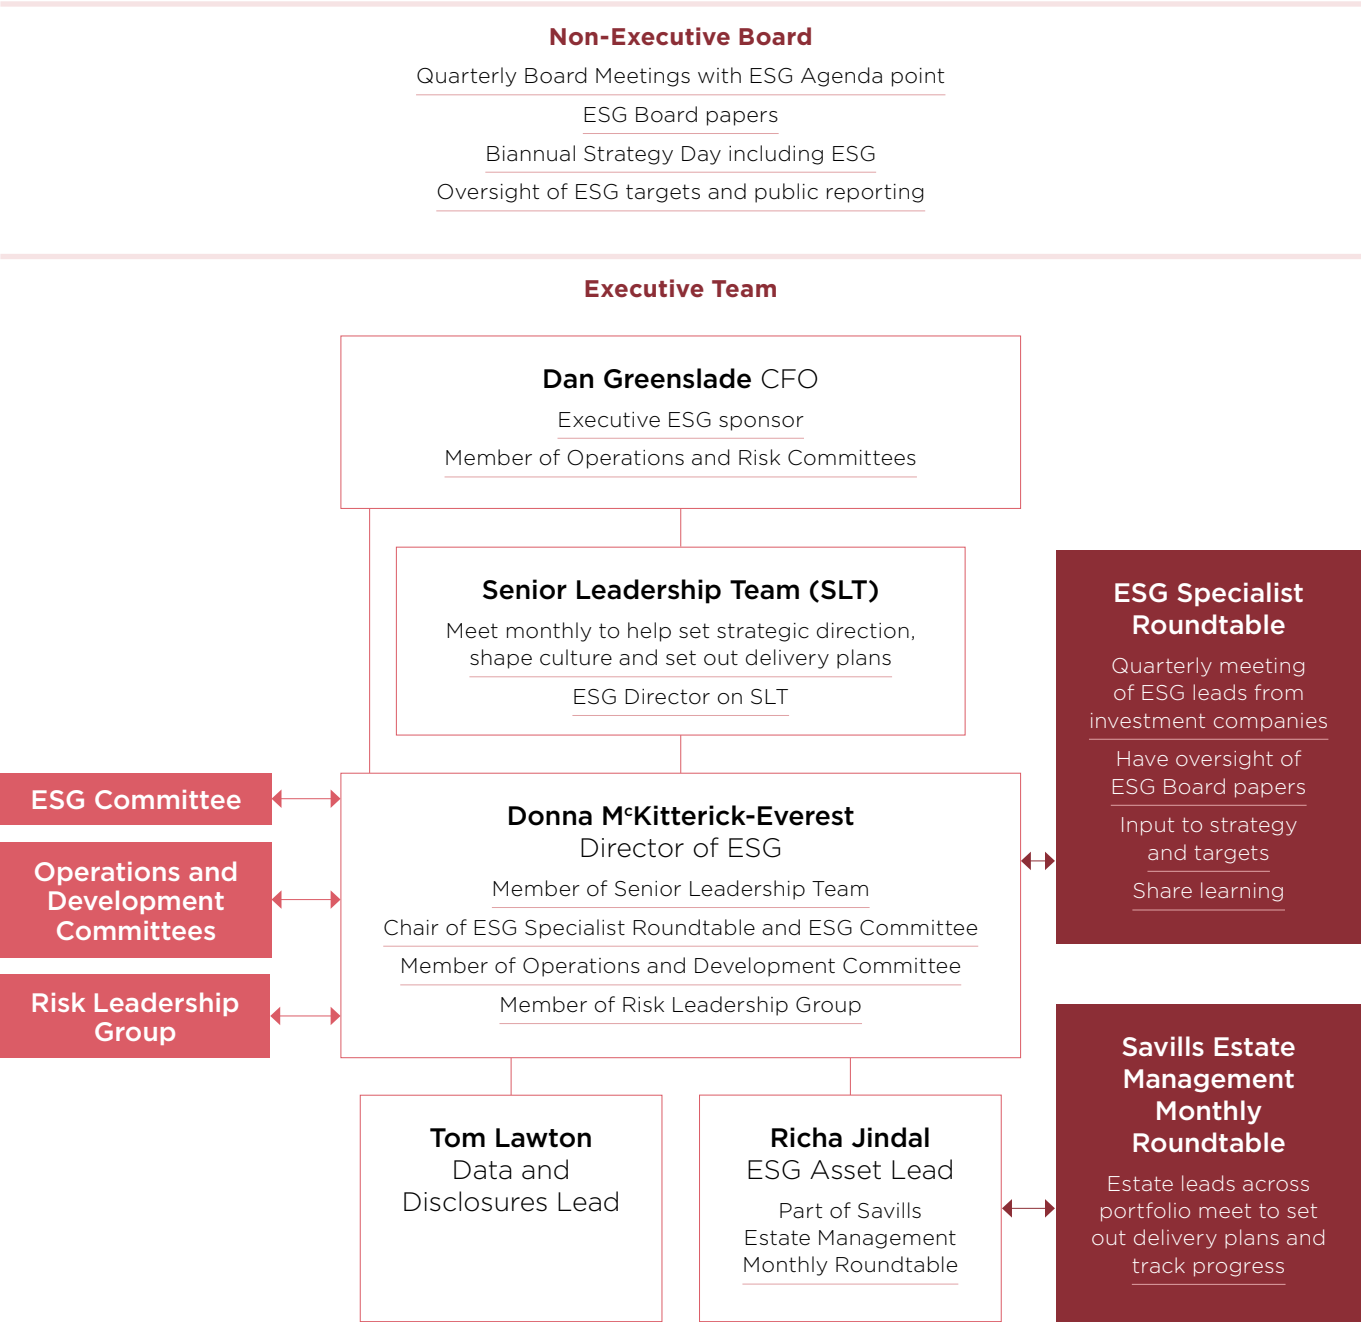 Non-Executive Board
Quarterly Board Meetings with ESG Agenda point
ESG Board papers
Biannual Strategy Day including ESG
Oversight of ESG targets and public reporting
Executive Team
Dan Greenslade CFO
Executive ESG sponsor
Member of Operations and Risk Committees
Senior Leadership Team (SLT)
Meet monthly to help set strategic direction,
shape culture and set out delivery plans
ESG Director on SLT
ESG Specialist
Roundtable
Quarterly meeting
of ESG leads from
investment companies
Have oversight of
ESG Board papers
Input to strategy
and targets
Share learning
ESG Committee
Operations and
Development
Committees
Risk Leadership
Group
Donna McKitterick-Everest
Director of ESG
Member of Senior Leadership Team
Chair of ESG Specialist Roundtable and ESG Committee
Member of Operations and Development Committee
Member of Risk Leadership Group
Tom Lawton
Data and
Disclosures Lead
Richa Jindal
ESG Asset Lead
Part of Savills
Estate Management
Monthly Roundtable
Savills Estate
Management
Monthly
Roundtable
Estate leads across
portfolio meet to set
out delivery plans and
track progress